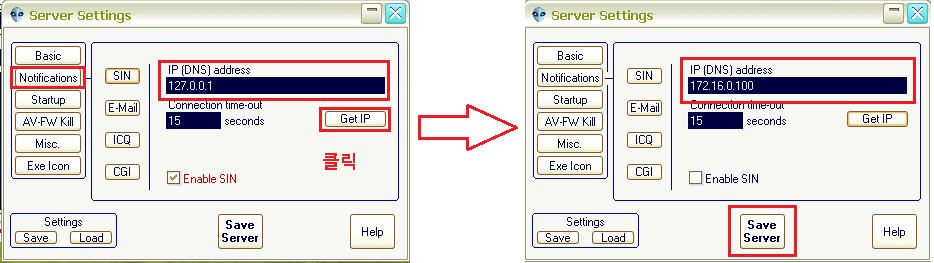 Server Settings
Basic
Notifications
Startup
AV-FW Kill
Misc.
Exe Icon
SIN
E-Mail
ICQ
CGI
IP (DNS) address
127.0.0.1
Connection time-out
15 seconds
Get IP
클릭
Enable SIN
Settings
Save Load
Save
Server
Help
Server Settings
Basic
Notifications
Startup
AV-FW Kill
Misc.
Exe Icon
SIN
E-Mail
ICQ
CGI
IP (DNS) address
172.16.0.100
Connection time-out
15 seconds
Get IP
Enable SIN
Settings
Save Load
Save
Server
Help